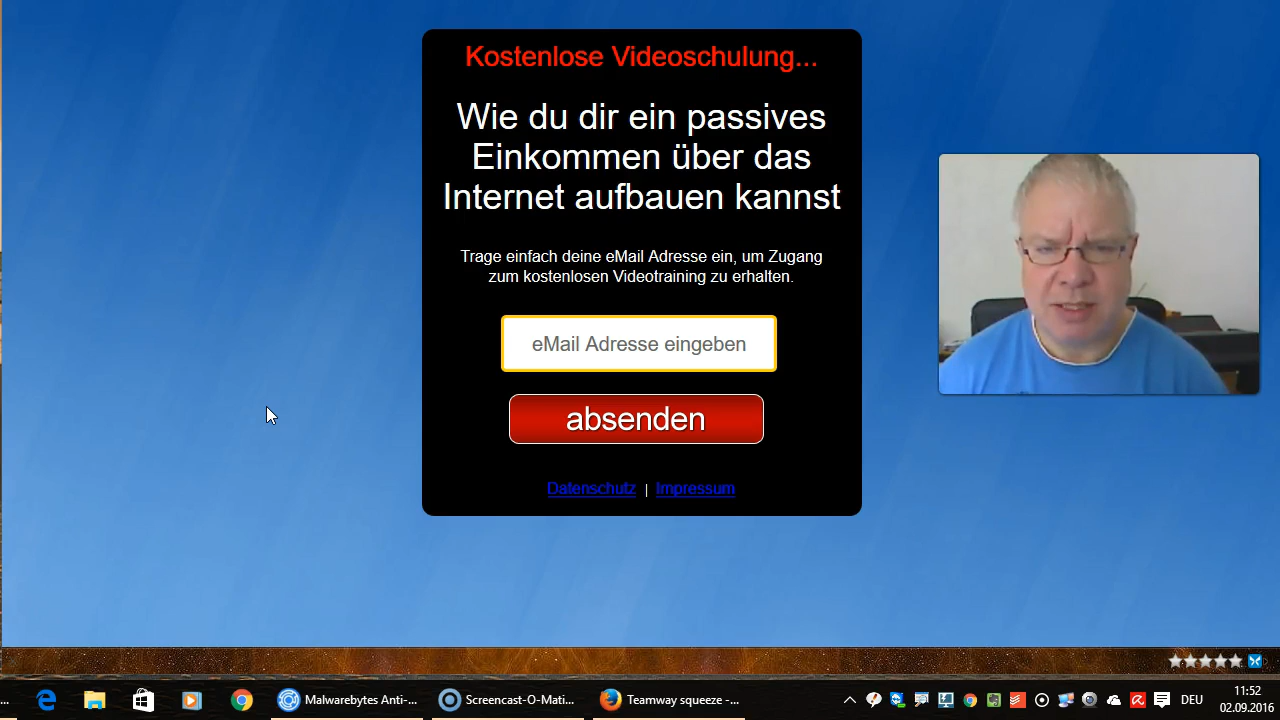 Kostenlose Videoschulung...
Wie du dir ein passives
Einkommen über das
Internet aufbauen kannst
Trage einfach deine eMail Adresse ein, um Zugang
zum kostenlosen Videotraining zu erhalten.
eMail Adresse eingeben
absenden
Datenschutz | Impressum
... Malwarebytes Anti-... Screencast-O-Mati... Teamway squeeze -... DEU 11:52
02.09.2016